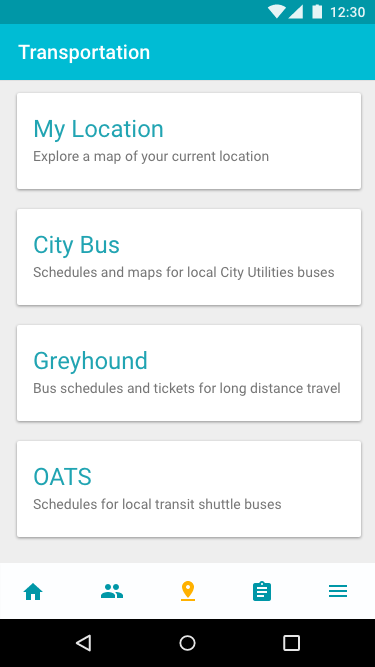 12:30
Transportation
My Location
Explore a map of your current location
City Bus
Schedules and maps for local City Utilities buses
Greyhound
Bus schedules and tickets for long distance travel
OATS
Schedules for local transit shuttle buses